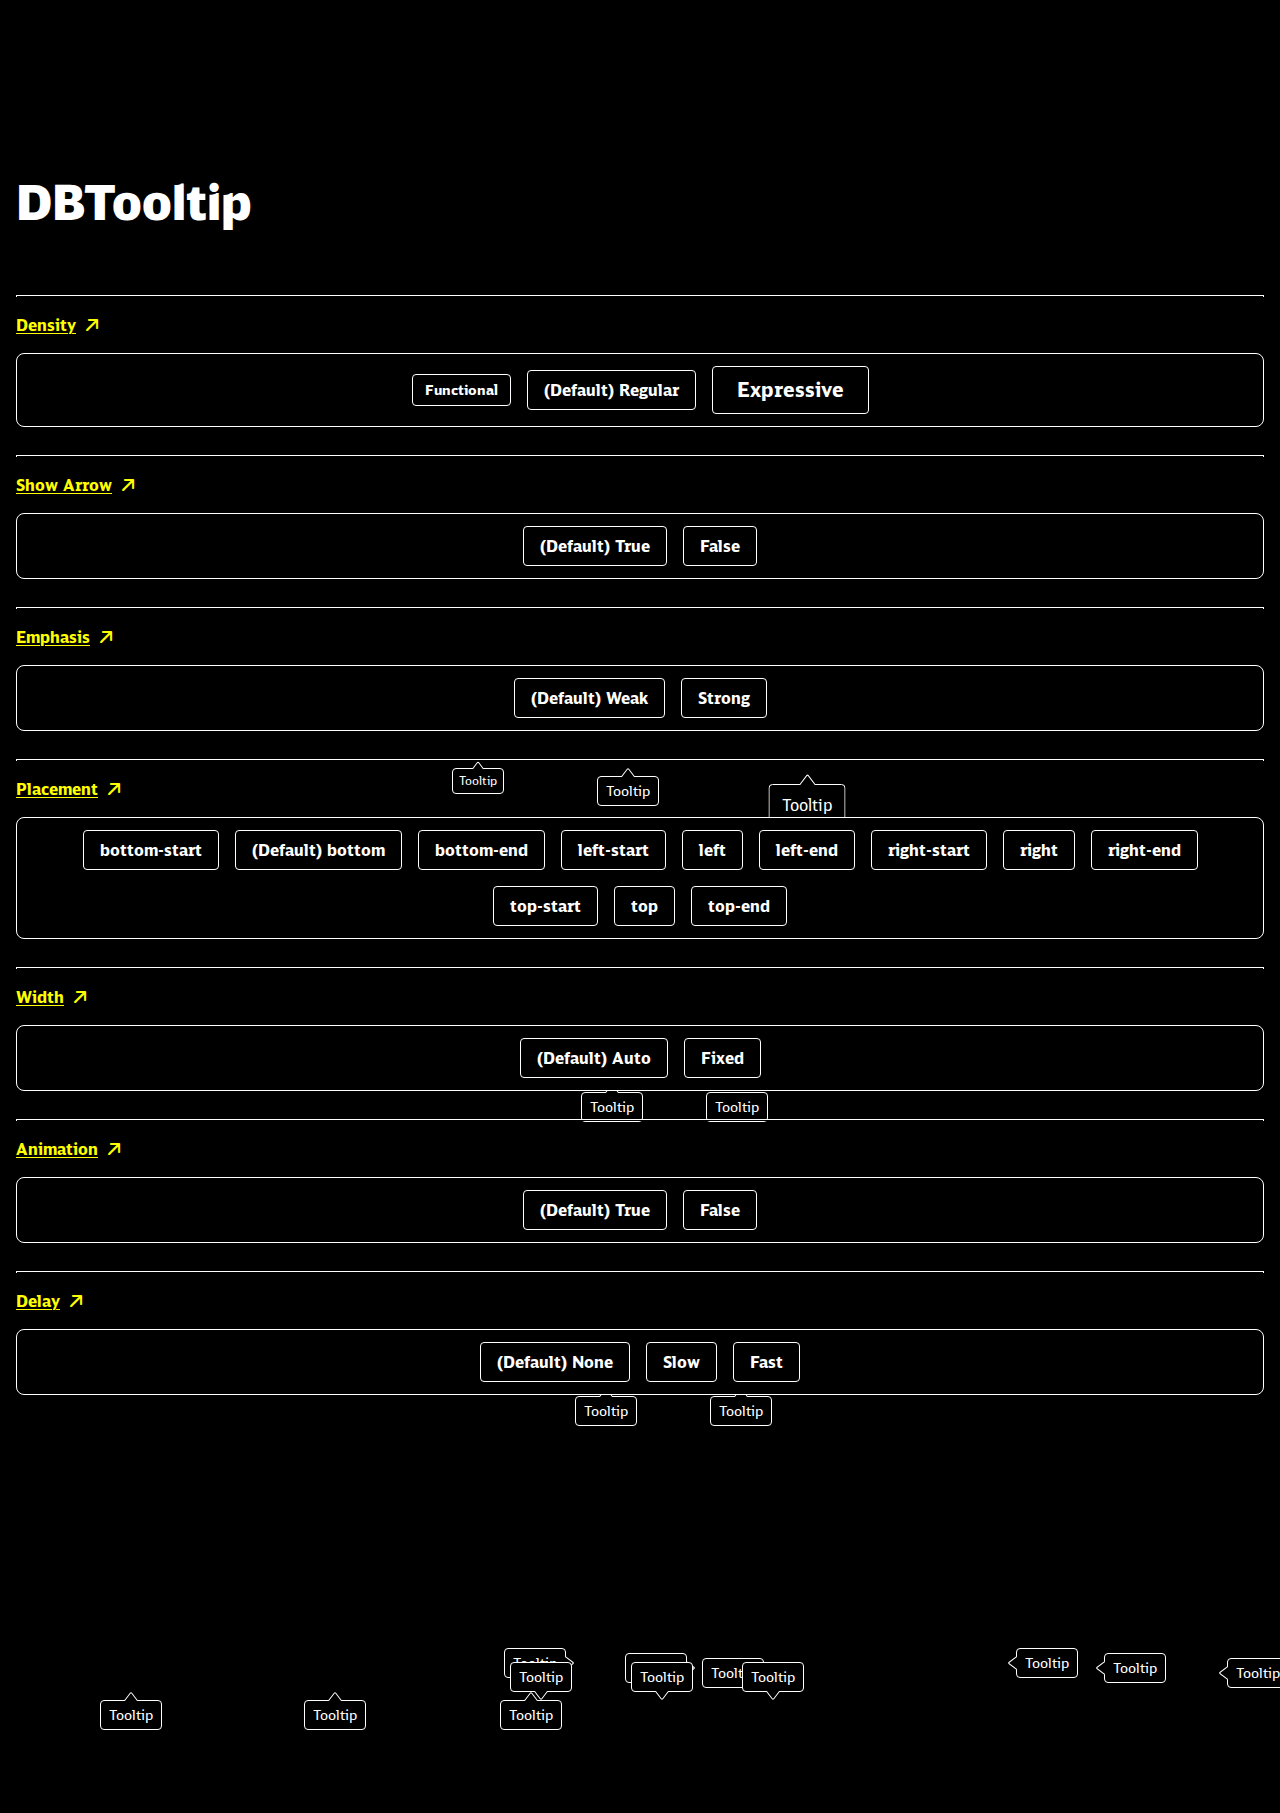 DBTooltip
Density
Functional (Default) Regular Expressive
Show Arrow
(Default) True False
Emphasis
(Default) Weak Strong
Placement
Tooltip Tooltip Tooltip
bottom-start (Default) bottom bottom-end left-start left left-end right-start right right-end
top-start top top-end
Width
(Default) Auto Fixed
Tooltip Tooltip
Animation
(Default) True False
Delay
(Default) None Slow Fast
Tooltip Tooltip
Tooltip Tooltip Tooltip
Tooltip Tooltip Tooltip
Tooltip Tooltip Tooltip